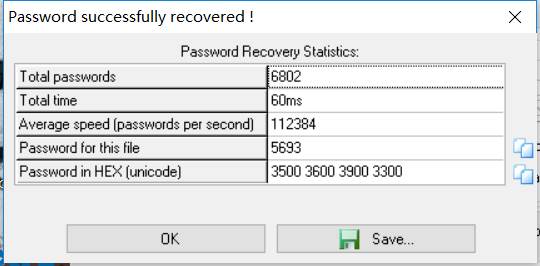 Password successfully recovered !
Password Recovery Statistics:
Total passwords 6802
Total time 60ms
Average speed (passwords per second) 112384
Password for this file 5693
Password in HEX (unicode) 3500 3600 3900 3300
OK Save...